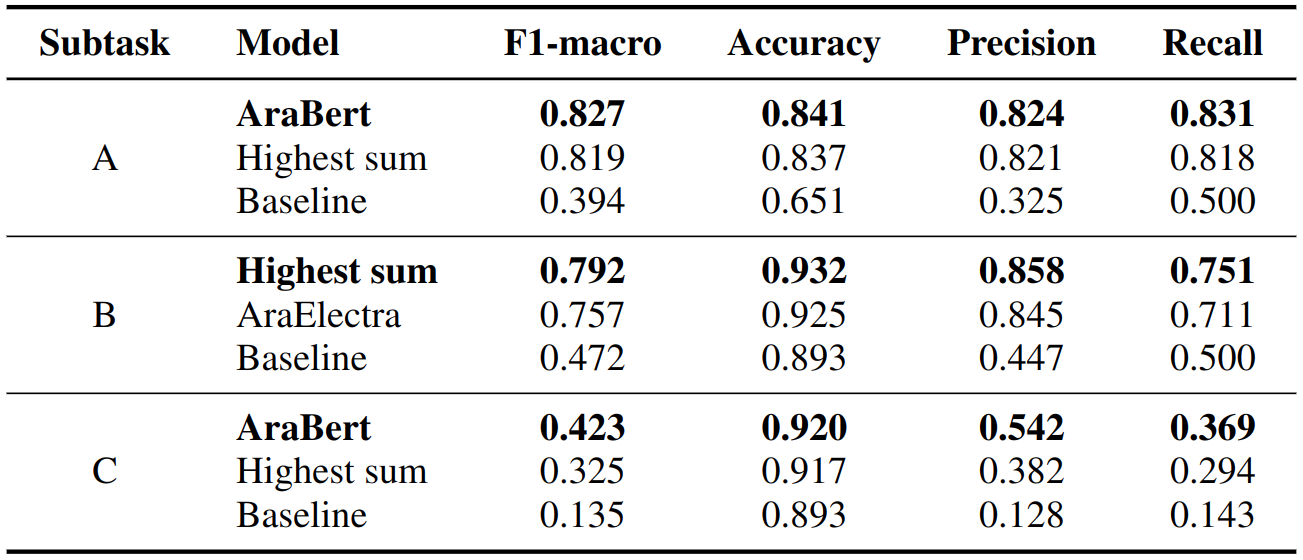 Subtask Model F1-macro Accuracy Precision Recall
AraBert 0.827 0.841 0.824 0.831
A Highest sum 0.819 0.837 0.821 0.818
Baseline 0.394 0.651 0.325 0.500
Highest sum 0.792 0.932 0.858 0.751
B AraElectra 0.757 0.925 0.845 0.711
Baseline 0.472 0.893 0.447 0.500
AraBert 0.423 0.920 0.542 0.369
C Highest sum 0.325 0.917 0.382 0.294
Baseline 0.135 0.893 0.128 0.143